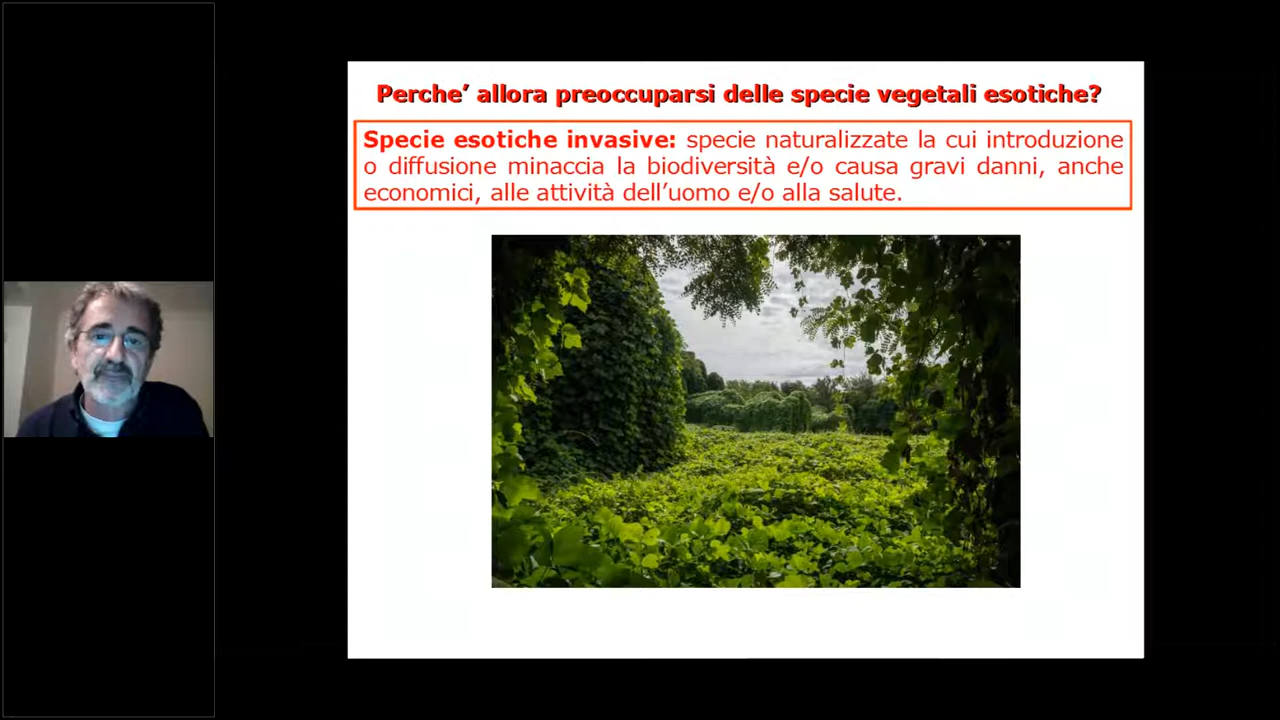 Perche’ allora preoccuparsi delle specie vegetali esotiche?
Specie esotiche invasive: specie naturalizzate la cui introduzione
o diffusione minaccia la biodiversità e/o causa gravi danni, anche
economici, alle attività dell’uomo e/o alla salute.